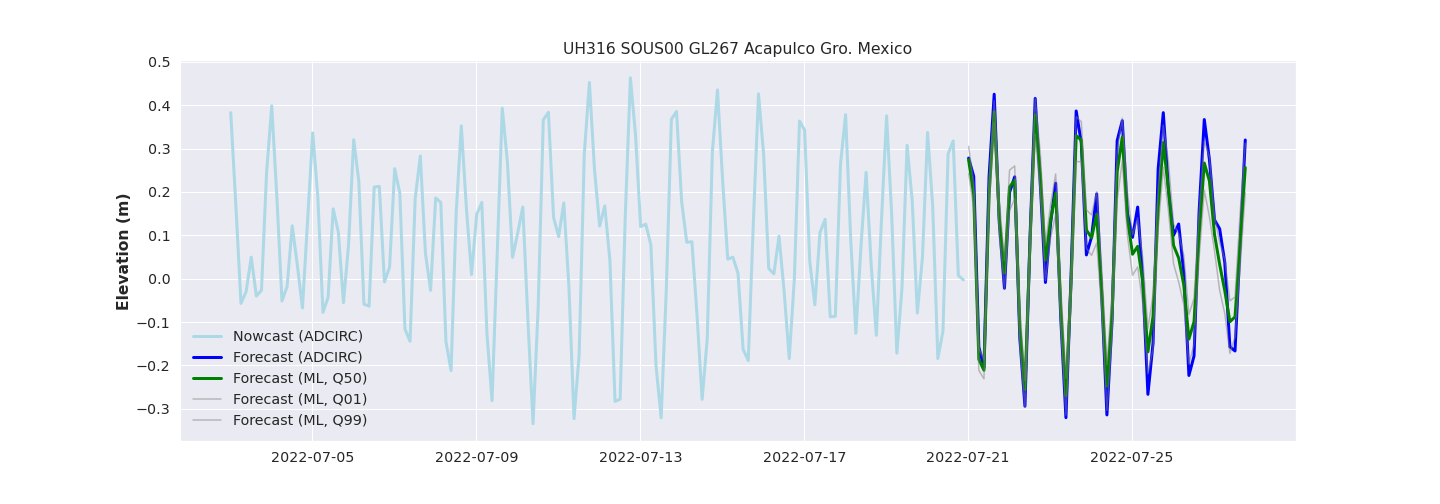 UH316 SOUS00 GL267 Acapulco Gro. Mexico
0.5
0.4
0.3
0.2
0.1
0.0
−0.1
−0.2
−0.3
Elevation (m)
Nowcast (ADCIRC)
Forecast (ADCIRC)
Forecast (ML, Q50)
Forecast (ML, Q01)
Forecast (ML, Q99)
2022-07-05 2022-07-09 2022-07-13 2022-07-17 2022-07-21 2022-07-25